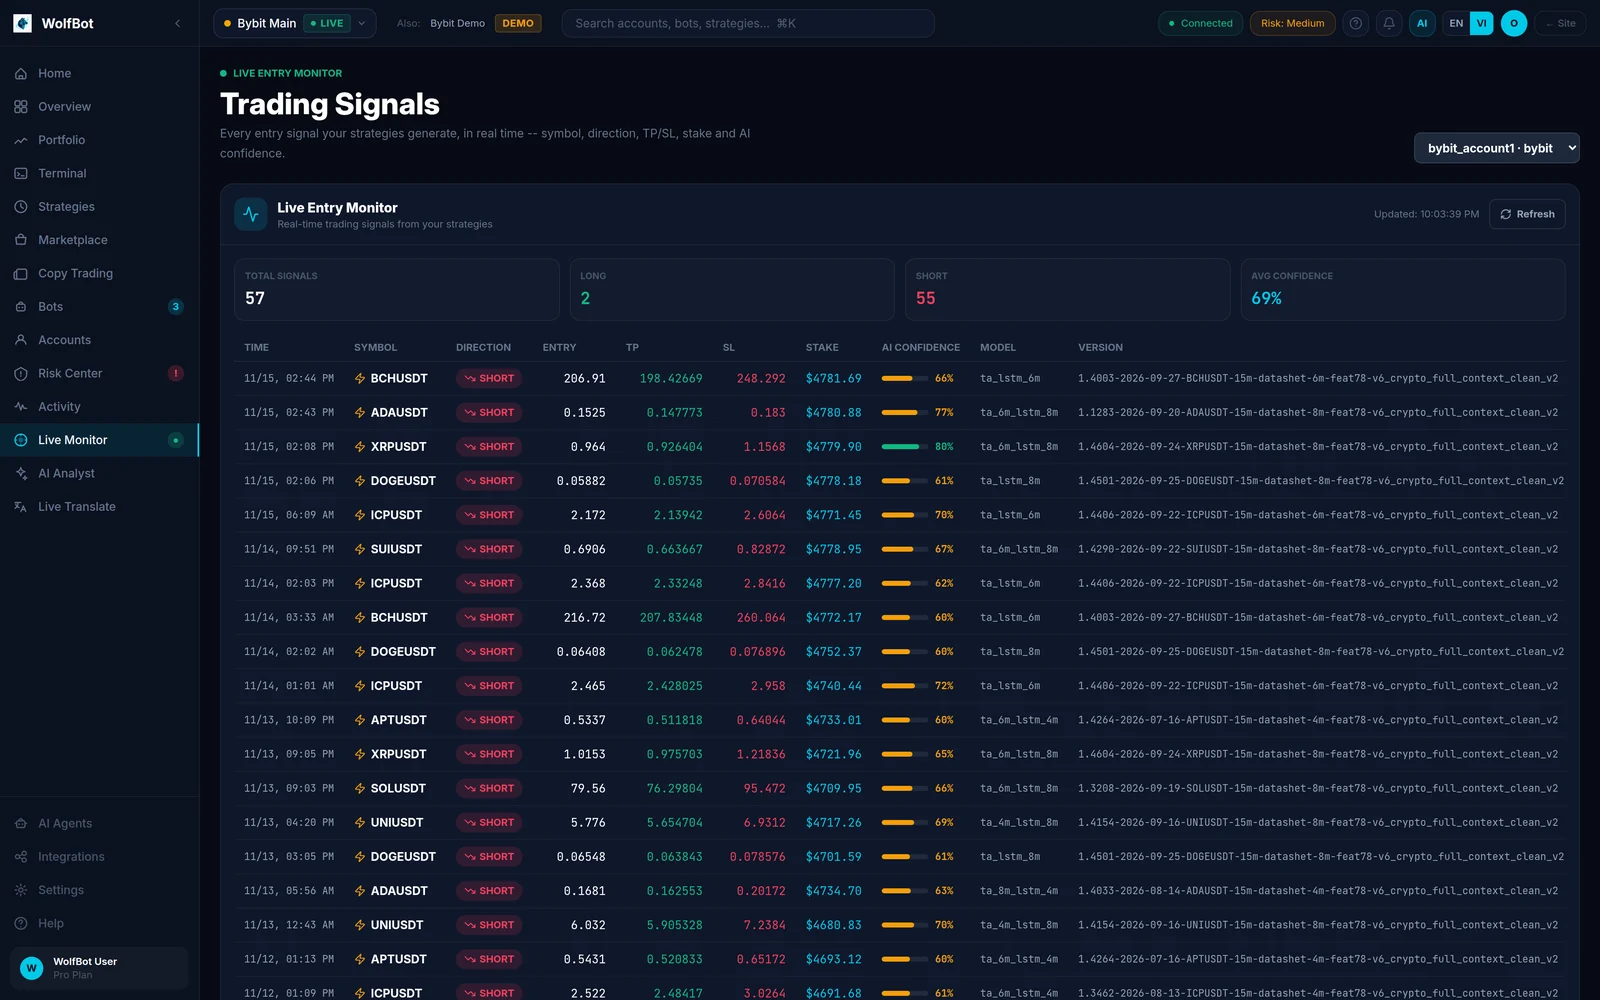 WolfBot
Bybit Main
LIVE
Also:
Bybit Demo
DEMO
Search accounts, bots, strategies... ⌘K
Connected
Risk: Medium
AI
EN
VI
O
← Site
Home
Overview
Portfolio
Terminal
Strategies
Marketplace
Copy Trading
Bots
3
Accounts
Risk Center
!
Activity
Live Monitor
AI Analyst
Live Translate
AI Agents
Integrations
Settings
Help
W
WolfBot User
Pro Plan
LIVE ENTRY MONITOR
Trading Signals
Every entry signal your strategies generate, in real time -- symbol, direction, TP/SL, stake and AI
confidence.
bybit_account1 · bybit
Live Entry Monitor
Real-time trading signals from your strategies
Updated: 10:03:39 PM
Refresh
TOTAL SIGNALS
57
LONG
2
SHORT
55
AVG CONFIDENCE
69%
TIME SYMBOL DIRECTION ENTRY TP SL STAKE AI CONFIDENCE MODEL VERSION
11/15, 02:44 PM BCHUSDT SHORT 206.91 198.42669 248.292 $4781.69 66% ta_lstm_6m 1.4003-2026-09-27-BCHUSDT-15m-datashet-6m-feat78-v6_crypto_full_context_clean_v2
11/15, 02:43 PM ADAUSDT SHORT 0.1525 0.147773 0.183 $4780.88 77% ta_6m_lstm_8m 1.1283-2026-09-20-ADAUSDT-15m-datashet-8m-feat78-v6_crypto_full_context_clean_v2
11/15, 02:08 PM XRPUSDT SHORT 0.964 0.926404 1.1568 $4779.90 80% ta_6m_lstm_8m 1.4604-2026-09-24-XRPUSDT-15m-datashet-8m-feat78-v6_crypto_full_context_clean_v2
11/15, 02:06 PM DOGEUSDT SHORT 0.05882 0.05735 0.070584 $4778.18 61% ta_lstm_8m 1.4501-2026-09-25-DOGEUSDT-15m-datashet-8m-feat78-v6_crypto_full_context_clean_v2
11/15, 06:09 AM ICPUSDT SHORT 2.172 2.13942 2.6064 $4771.45 70% ta_lstm_6m 1.4406-2026-09-22-ICPUSDT-15m-datashet-6m-feat78-v6_crypto_full_context_clean_v2
11/14, 09:51 PM SUIUSDT SHORT 0.6906 0.663667 0.82872 $4778.95 67% ta_6m_lstm_8m 1.4290-2026-09-22-SUIUSDT-15m-datashet-8m-feat78-v6_crypto_full_context_clean_v2
11/14, 02:03 PM ICPUSDT SHORT 2.368 2.33248 2.8416 $4777.20 62% ta_lstm_6m 1.4406-2026-09-22-ICPUSDT-15m-datashet-6m-feat78-v6_crypto_full_context_clean_v2
11/14, 03:33 AM BCHUSDT SHORT 216.72 207.83448 260.064 $4772.17 60% ta_lstm_6m 1.4003-2026-09-27-BCHUSDT-15m-datashet-6m-feat78-v6_crypto_full_context_clean_v2
11/14, 02:02 AM DOGEUSDT SHORT 0.06408 0.062478 0.076896 $4752.37 60% ta_lstm_8m 1.4501-2026-09-25-DOGEUSDT-15m-datashet-8m-feat78-v6_crypto_full_context_clean_v2
11/14, 01:01 AM ICPUSDT SHORT 2.465 2.428025 2.958 $4740.44 72% ta_lstm_6m 1.4406-2026-09-22-ICPUSDT-15m-datashet-6m-feat78-v6_crypto_full_context_clean_v2
11/13, 10:09 PM APTUSDT SHORT 0.5337 0.511818 0.64044 $4733.01 60% ta_6m_lstm_4m 1.4264-2026-07-16-APTUSDT-15m-datashet-4m-feat78-v6_crypto_full_context_clean_v2
11/13, 09:05 PM XRPUSDT SHORT 1.0153 0.975703 1.21836 $4721.96 65% ta_6m_lstm_8m 1.4604-2026-09-24-XRPUSDT-15m-datashet-8m-feat78-v6_crypto_full_context_clean_v2
11/13, 09:03 PM SOLUSDT SHORT 79.56 76.29804 95.472 $4709.95 66% ta_6m_lstm_8m 1.3208-2026-09-19-SOLUSDT-15m-datashet-8m-feat78-v6_crypto_full_context_clean_v2
11/13, 04:20 PM UNIUSDT SHORT 5.776 5.654704 6.9312 $4717.26 69% ta_4m_lstm_8m 1.4154-2026-09-16-UNIUSDT-15m-datashet-8m-feat78-v6_crypto_full_context_clean_v2
11/13, 03:05 PM DOGEUSDT SHORT 0.06548 0.063843 0.078576 $4701.59 61% ta_lstm_8m 1.4501-2026-09-25-DOGEUSDT-15m-datashet-8m-feat78-v6_crypto_full_context_clean_v2
11/13, 05:56 AM ADAUSDT SHORT 0.1681 0.162553 0.20172 $4734.70 63% ta_8m_lstm_4m 1.4033-2026-08-14-ADAUSDT-15m-datashet-4m-feat78-v6_crypto_full_context_clean_v2
11/13, 12:43 AM UNIUSDT SHORT 6.032 5.905328 7.2384 $4680.83 70% ta_4m_lstm_8m 1.4154-2026-09-16-UNIUSDT-15m-datashet-8m-feat78-v6_crypto_full_context_clean_v2
11/12, 01:13 PM APTUSDT SHORT 0.5431 0.520833 0.65172 $4693.12 60% ta_6m_lstm_4m 1.4264-2026-07-16-APTUSDT-15m-datashet-4m-feat78-v6_crypto_full_context_clean_v2
11/12, 01:09 PM ICPUSDT SHORT 2.522 2.48417 3.0264 $4691.68 61% ta_6m_lstm_4m 1.3462-2026-08-13-ICPUSDT-15m-datashet-4m-feat78-v6_crypto_full_context_clean_v2